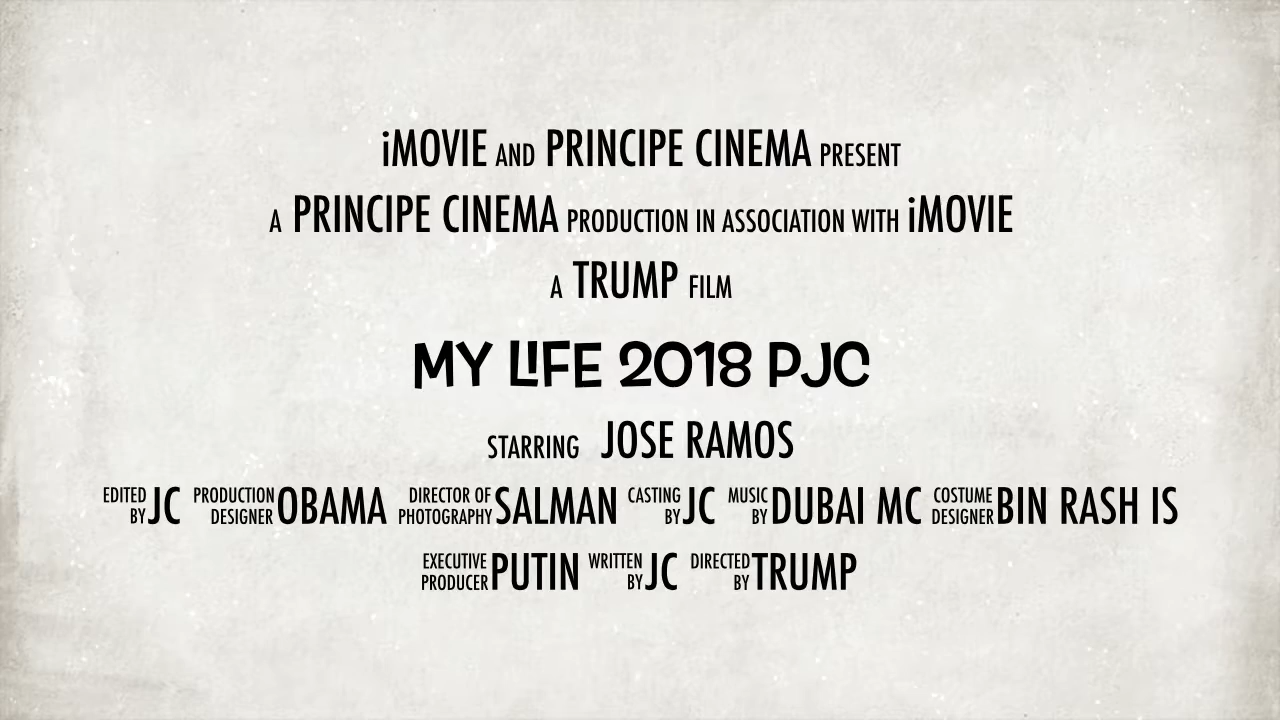 iMOVIE AND PRINCIPE CINEMA PRESENT
A PRINCIPE CINEMA PRODUCTION IN ASSOCIATION WITH iMOVIE
A TRUMP FILM
MY LIFE 2018 PJC
STARRING JOSE RAMOS
EDITED BY JC PRODUCTION DESIGNER OBAMA DIRECTOR OF PHOTOGRAPHY SALMAN CASTING BY JC MUSIC BY DUBAI MC COSTUME DESIGNER BIN RASH IS
EXECUTIVE PRODUCER PUTIN WRITTEN BY JC DIRECTED BY TRUMP